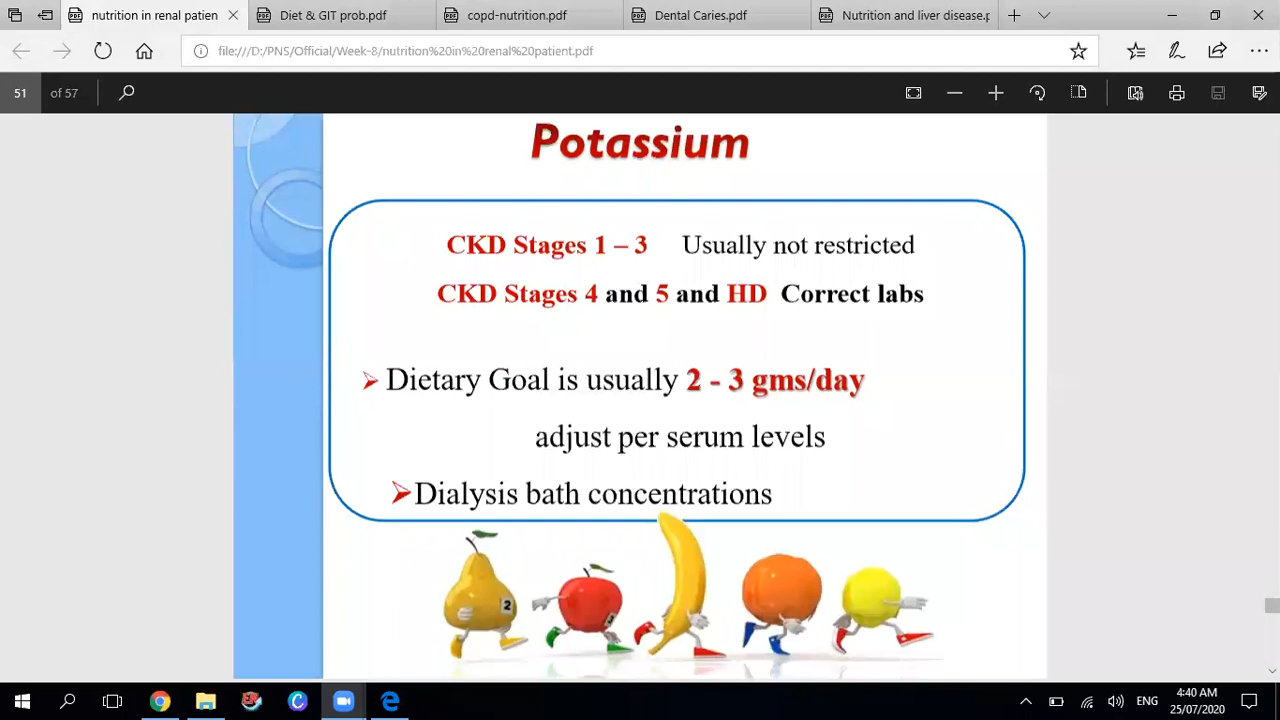 nutrition in renal patien
Diet & GIT prob.pdf
copd-nutrition.pdf
Dental Caries.pdf
Nutrition and liver disease.p
file:///D:/PNS/Official/Week-8/nutrition%20in%20renal%20patient.pdf
51 of 57
Potassium
CKD Stages 1 – 3 Usually not restricted
CKD Stages 4 and 5 and HD Correct labs
Dietary Goal is usually 2 - 3 gms/day
adjust per serum levels
Dialysis bath concentrations
2
ENG
4:40 AM
25/07/2020